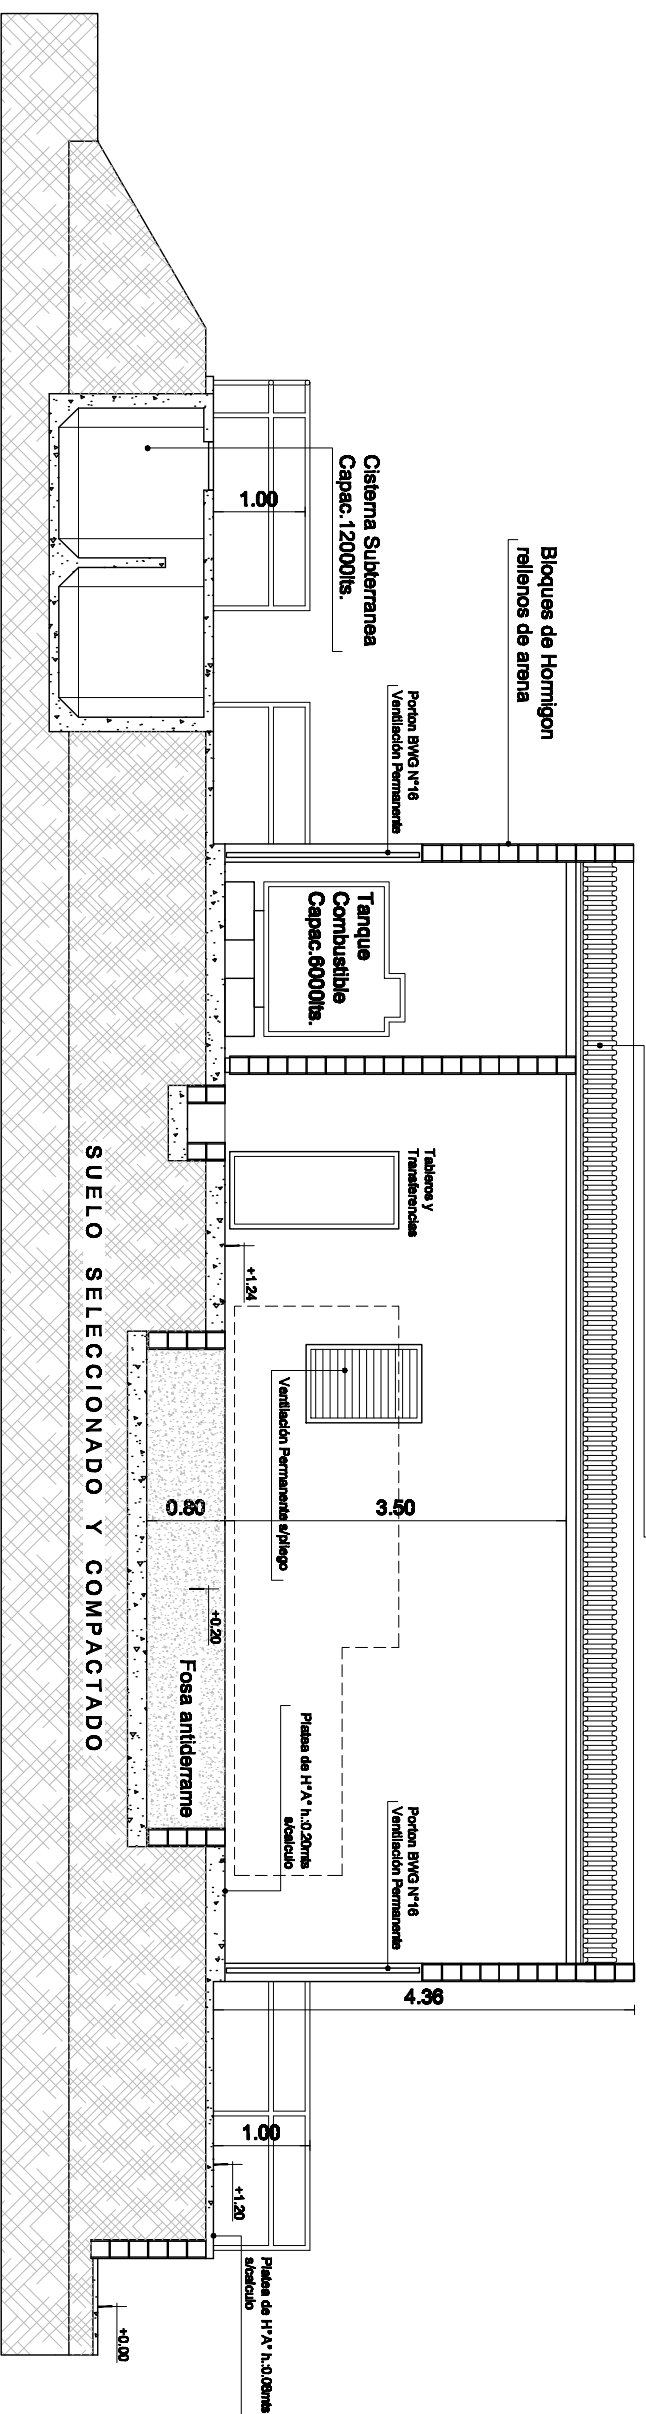 Bloques de Hormigon
rellenos de arena
Cisterna Subterranea
Capac.12000lts.
1.00
Porton BWG N°16
Ventilación Permanente
Tanque
Combustible
Capac.6000lts.
Tableros y
Transferencias
+1.24
Ventilación Permanente s/pliego
3.50
0.80
+0.20
Fosa antiderrame
Platea de H°A° h.:0.20mts
s/calculo
Porton BWG N°16
Ventilación Permanente
4.36
1.00
+1.20
Platea de H°A° h.:0.08mts
s/calculo
+0.00
SUELO SELECCIONADO Y COMPACTADO